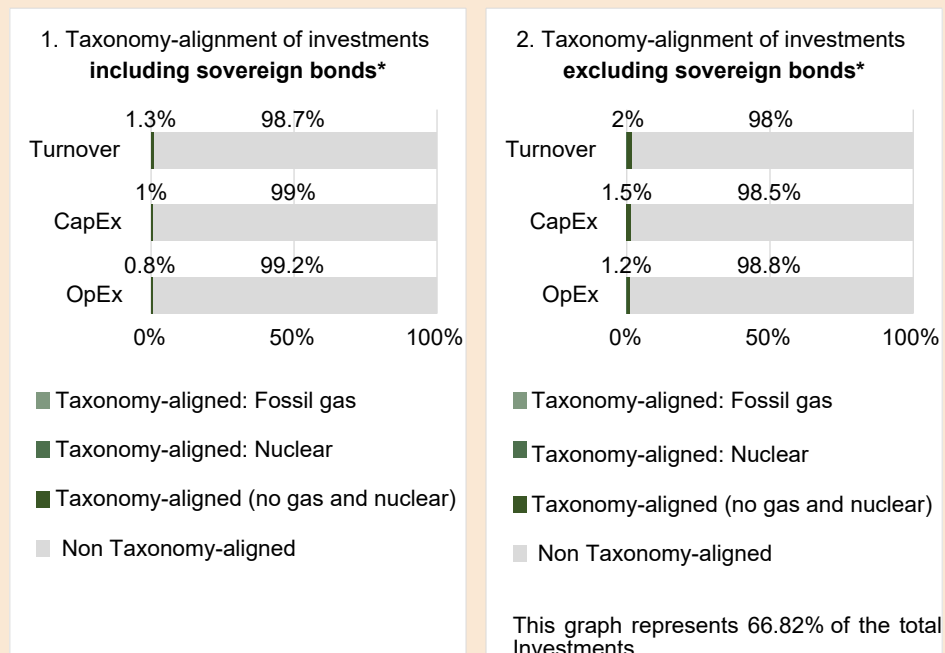 1. Taxonomy-alignment of investments
including sovereign bonds*
1.3% 98.7%
Turnover
1% 99%
CapEx
0.8% 99.2%
OpEx
0% 50% 100%
Taxonomy-aligned: Fossil gas
Taxonomy-aligned: Nuclear
Taxonomy-aligned (no gas and nuclear)
Non Taxonomy-aligned
2. Taxonomy-alignment of investments
excluding sovereign bonds*
2% 98%
Turnover
1.5% 98.5%
CapEx
1.2% 98.8%
OpEx
0% 50% 100%
Taxonomy-aligned: Fossil gas
Taxonomy-aligned: Nuclear
Taxonomy-aligned (no gas and nuclear)
Non Taxonomy-aligned
This graph represents 66.82% of the total
Investments